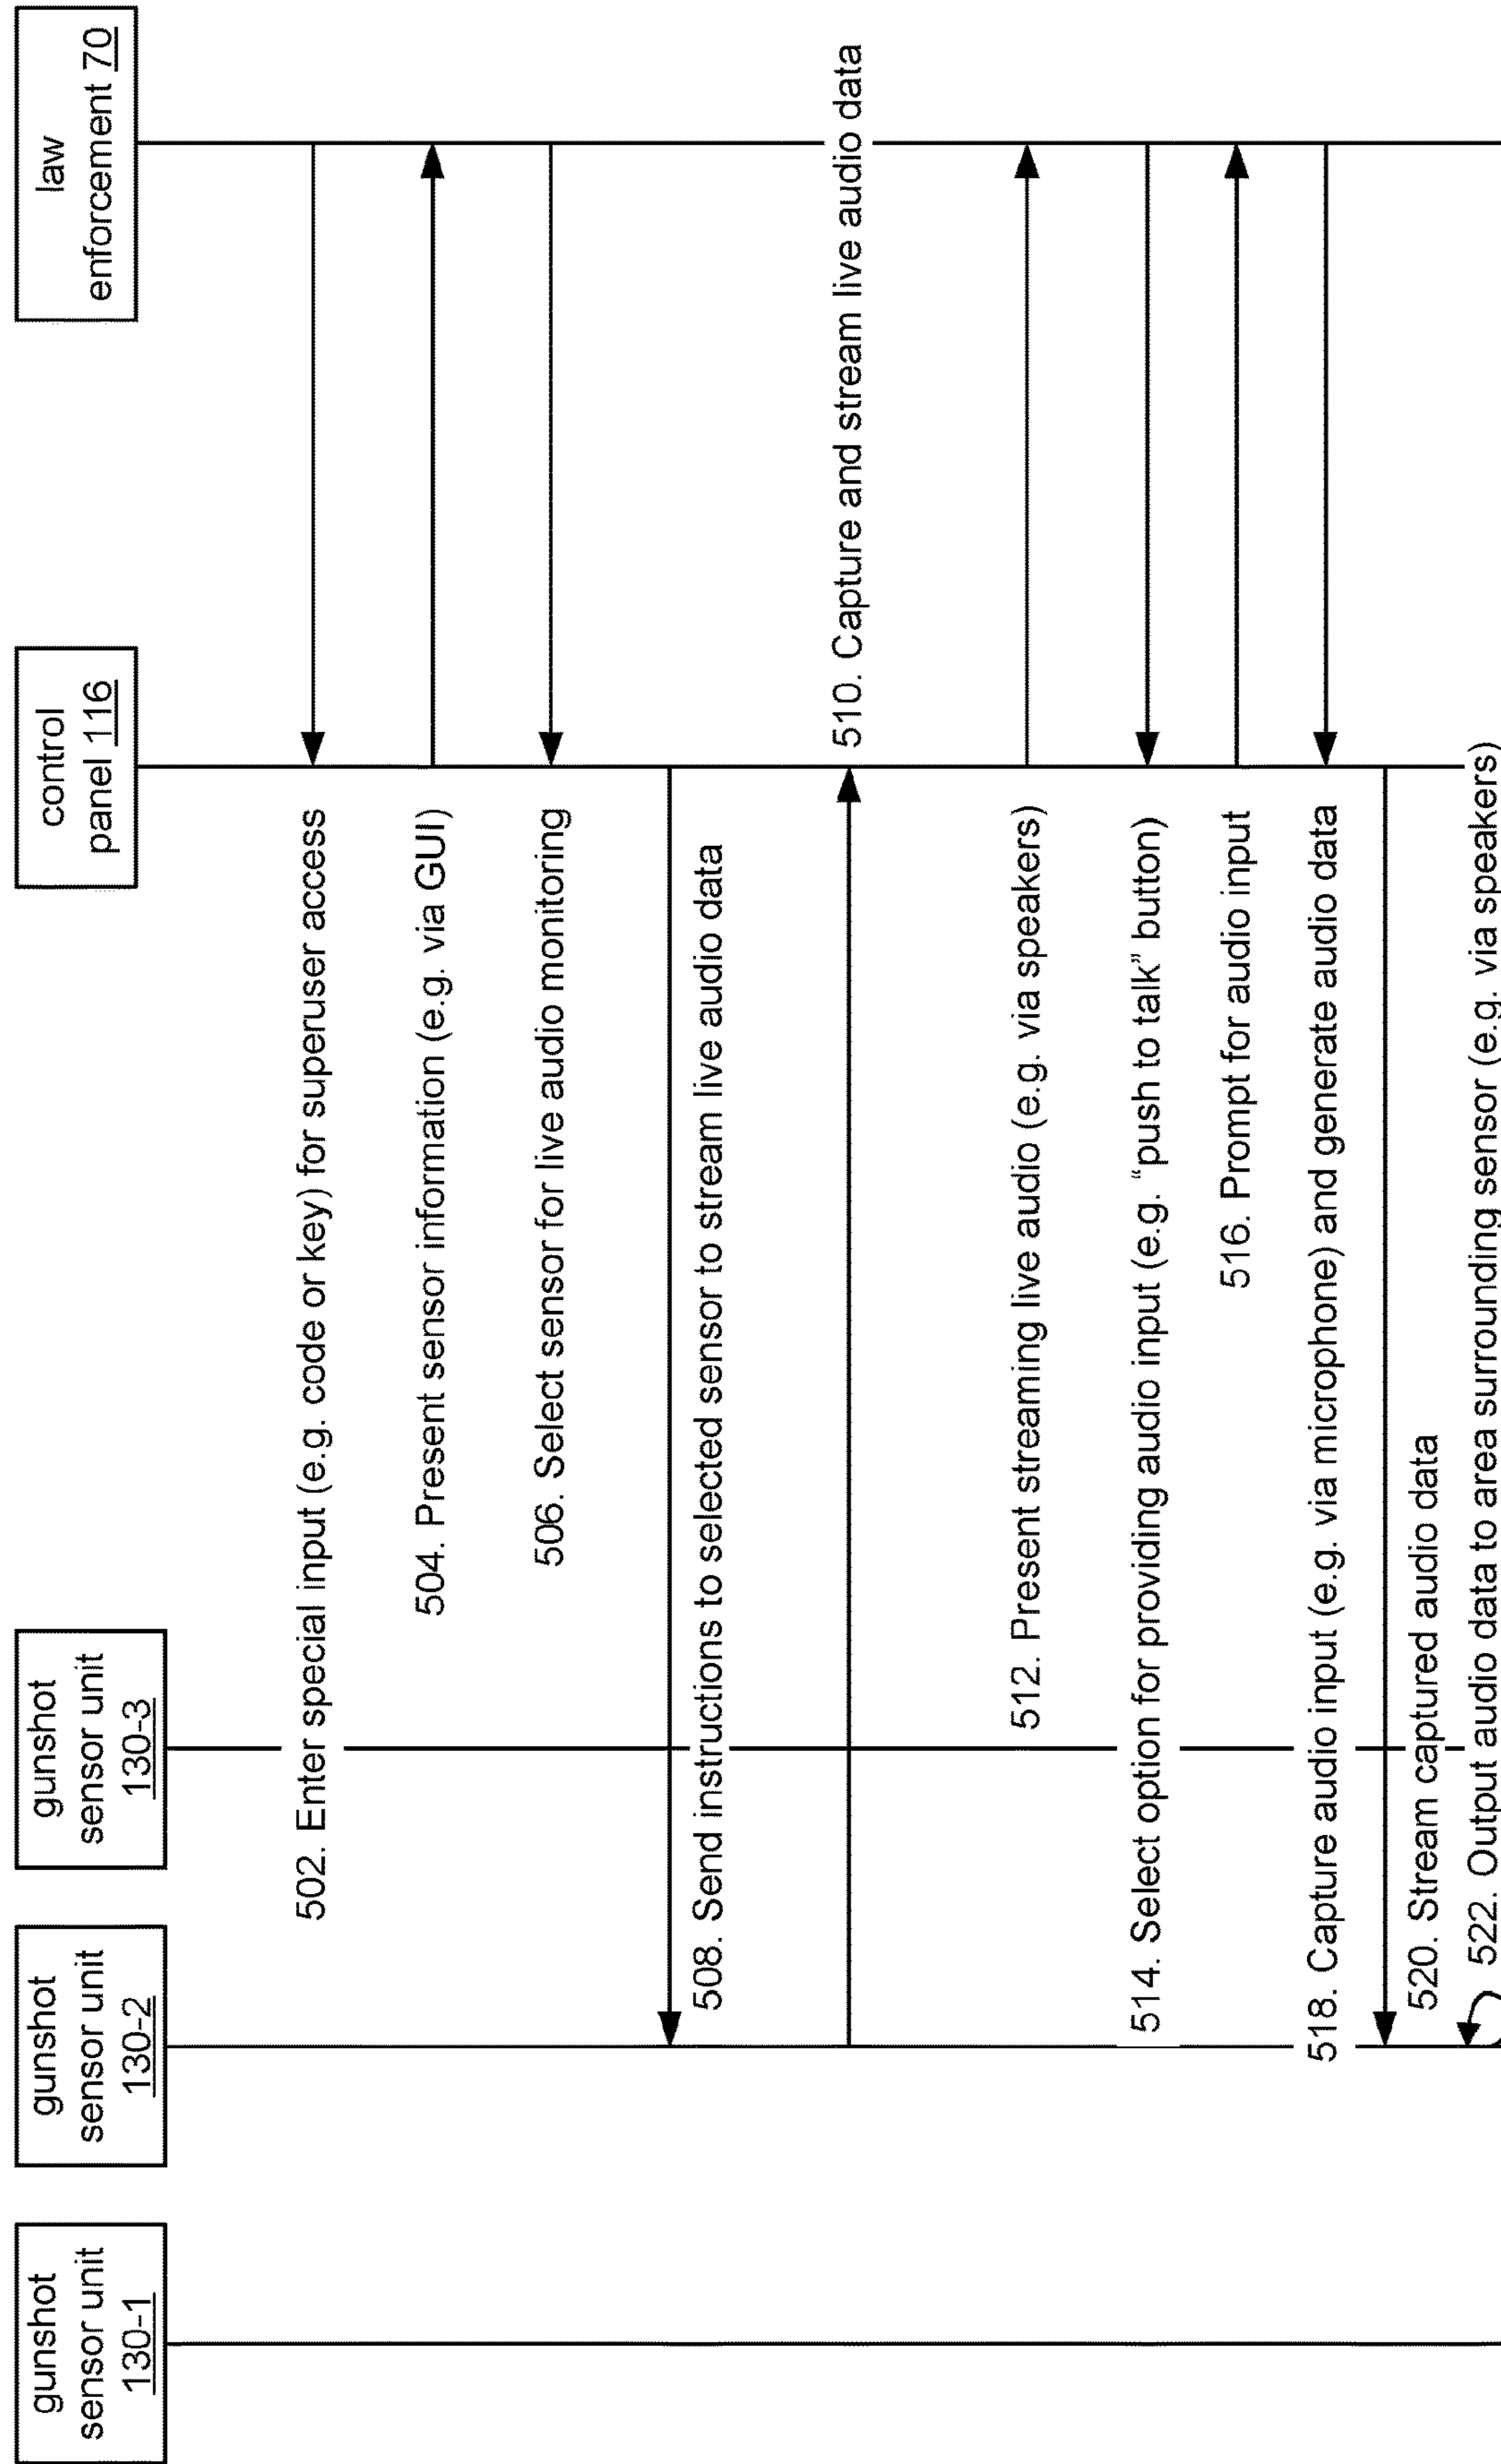 gunshot
sensor unit
130-1
gunshot
sensor unit
130-2
gunshot
sensor unit
130-3
control
panel 116
law
enforcement 70
502. Enter special input (e.g. code or key) for superuser access
504. Present sensor information (e.g. via GUI)
506. Select sensor for live audio monitoring
508. Send instructions to selected sensor to stream live audio data
510. Capture and stream live audio data
512. Present streaming live audio (e.g. via speakers)
514. Select option for providing audio input (e.g. “push to talk” button)
516. Prompt for audio input
518. Capture audio input (e.g. via microphone) and generate audio data
520. Stream captured audio data
522. Output audio data to area surrounding sensor (e.g. via speakers)